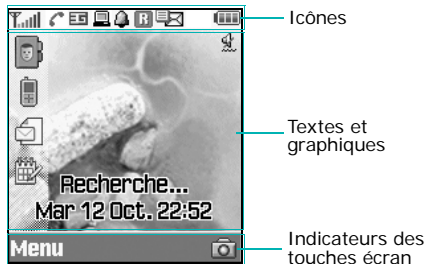 Icônes
Textes et
graphiques
Recherche...
Mar 12 Oct. 22:52
Menu
Indicateurs des
touches écran